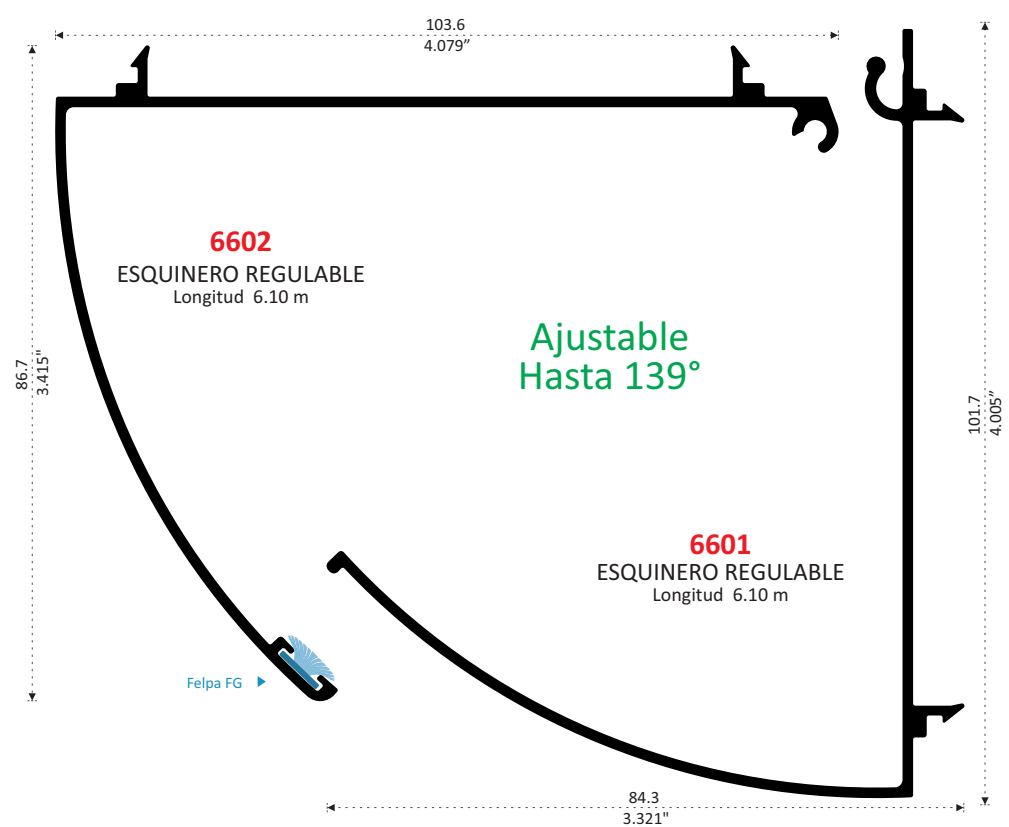 103.6
4.079”
6602
ESQUINERO REGULABLE
Longitud 6.10 m
Ajustable
Hasta 139°
86.7
3.415"
101.7
4.005”
6601
ESQUINERO REGULABLE
Longitud 6.10 m
Felpa FG
84.3
3.321"